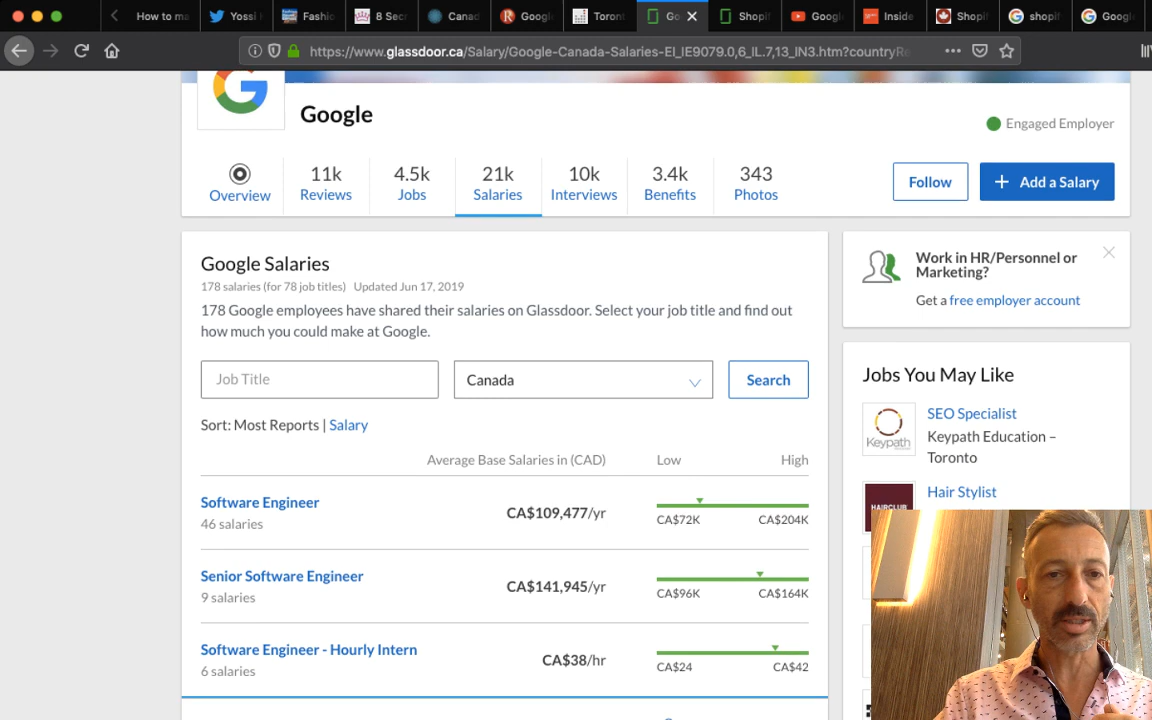 How to ma
Yossi
Fashio
8 Secr
Canad
Google
Toront
Go
Shopif
Google
Inside
Shopif
shopif
Google
https://www.glassdoor.ca/Salary/Google-Canada-Salaries-EI_IE9079.0,6_IL.7,13_IN3.htm?countryRe
Google
Engaged Employer
11k
4.5k
21k
10k
3.4k
343
Overview
Reviews
Jobs
Salaries
Interviews
Benefits
Photos
Follow
+ Add a Salary
Google Salaries
178 salaries (for 78 job titles) Updated Jun 17, 2019
178 Google employees have shared their salaries on Glassdoor. Select your job title and find out
how much you could make at Google.
Job Title
Canada
Search
Sort: Most Reports | Salary
Average Base Salaries in (CAD)
Low
High
Software Engineer
46 salaries
CA$109,477/yr
CA$72K
CA$204K
Senior Software Engineer
9 salaries
CA$141,945/yr
CA$96K
CA$164K
Software Engineer - Hourly Intern
6 salaries
CA$38/hr
CA$24
CA$42
Work in HR/Personnel or
Marketing?
Get a free employer account
Jobs You May Like
Keypath
SEO Specialist
Keypath Education –
Toronto
HAIRCLUB
Hair Stylist